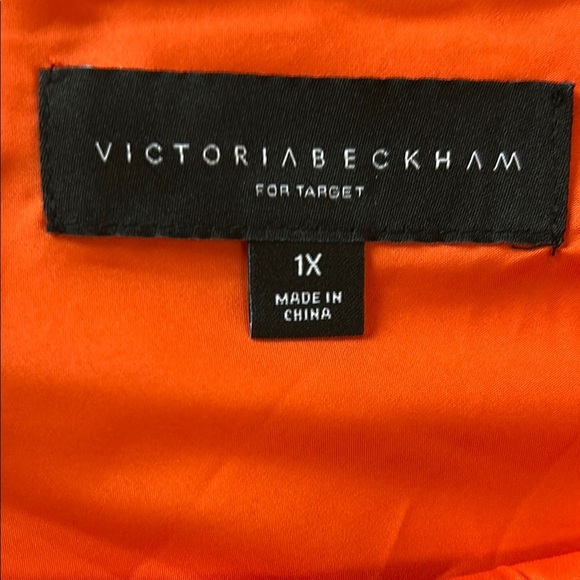 VICTORIABECKHAM
FOR TARGET
1X
MADE IN
CHINA